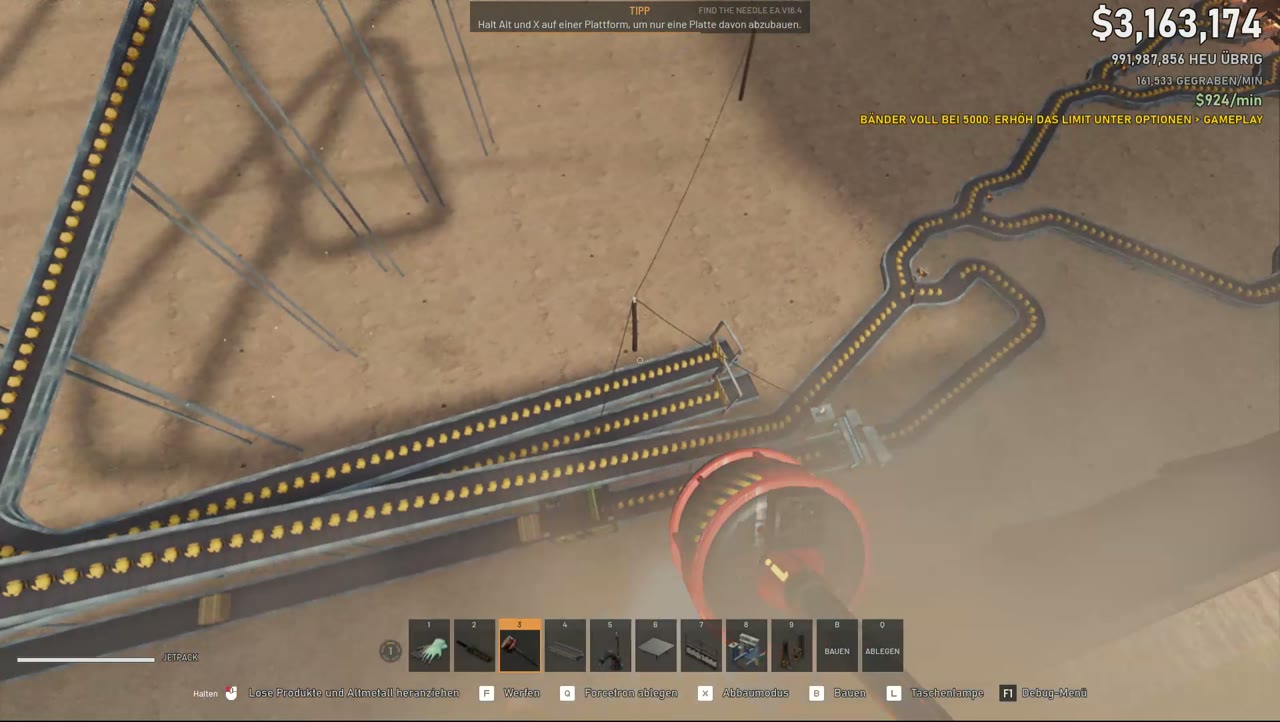 TIPP
FIND THE NEEDLE EA.V16.4
Halt Alt und X auf einer Plattform, um nur eine Platte davon abzubauen.
$3,163,174
991,987,856 HEU ÜBRIG
161,533 GEGRABEN/MIN
$924/min
BÄNDER VOLL BEI 5000: ERHÖH DAS LIMIT UNTER OPTIONEN > GAMEPLAY
1 2 3 4 5 6 7 8 9 B Q
1
BAUEN ABLEGEN
JETPACK
Halten Lose Produkte und Altmetall heranziehen F Werfen Q Forcetron ablegen X Abbaumodus B Bauen L Taschenlampe F1 Debug-Menü